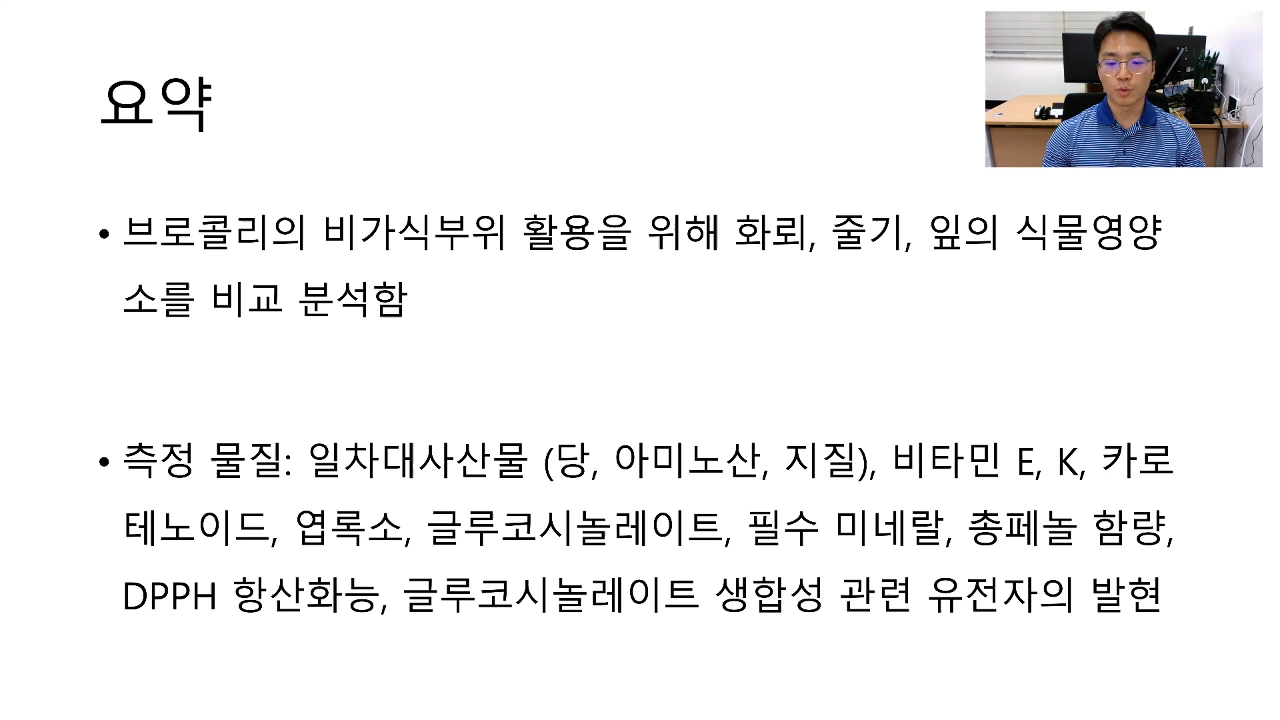 요약
• 브로콜리의 비가식부위 활용을 위해 화뢰, 줄기, 잎의 식물영양
소를 비교 분석함
• 측정 물질: 일차대사산물 (당, 아미노산, 지질), 비타민 E, K, 카로
테노이드, 엽록소, 글루코시놀레이트, 필수 미네랄, 총페놀 함량,
DPPH 항산화능, 글루코시놀레이트 생합성 관련 유전자의 발현